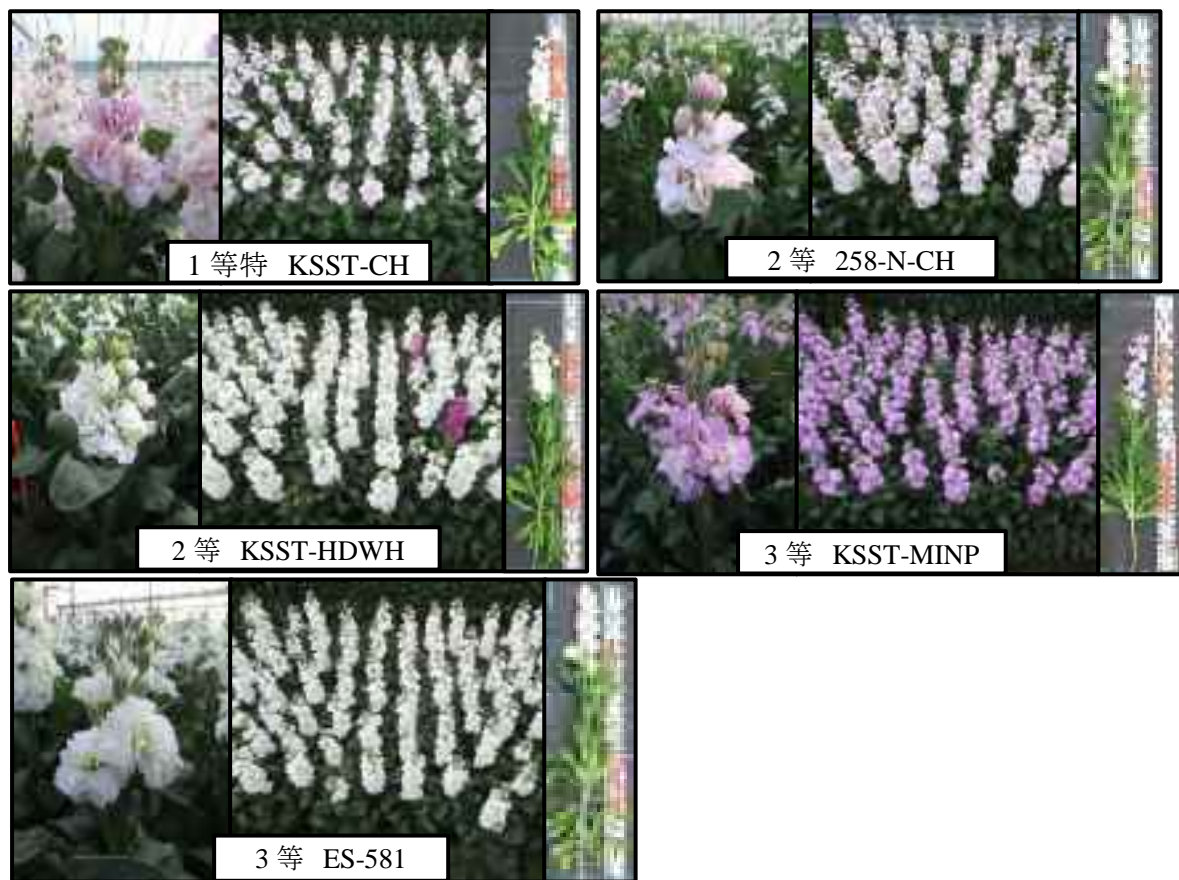 1 等特 KSST-CH
2 等 258-N-CH
2 等 KSST-HDWH
3 等 KSST-MINP
3 等 ES-581